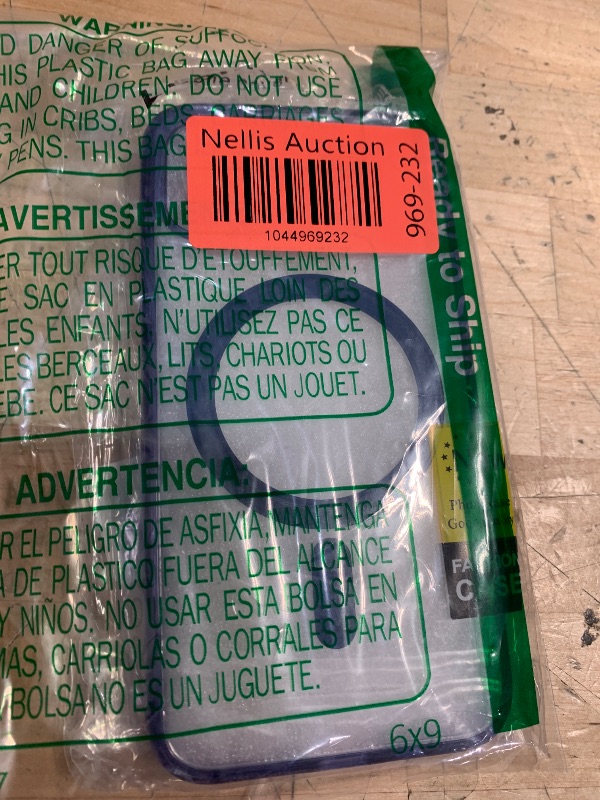 WARNING:
D DANGER OF SUFFOC
HIS PLASTIC BAG AWAY FROM
AND CHILDREN. DO NOT USE
G IN CRIBS, BEDS, CARRIAGES
Y PENS. THIS BAG
Nellis Auction
1044969232
969-232
Ready to Ship
AVERTISSEME
ER TOUT RISQUE D'ÉTOUFFEMENT,
E SAC EN PLASTIQUE LOIN DES
LES ENFANTS, N'UTILISEZ PAS CE
LES BERCEAUX, LITS, CHARIOTS OU
EBE. CE SAC N'EST PAS UN JOUET.
ADVERTENCIA:
R EL PELIGRO DE ASFIXIA, MANTENGA
A DE PLASTICO FUERA DEL ALCANCE
Y NIÑOS. NO USAR ESTA BOLSA EN
MAS, CARRIOLAS O CORRALES PARA
BOLSA NO ES UN JUGUETE.
6x9